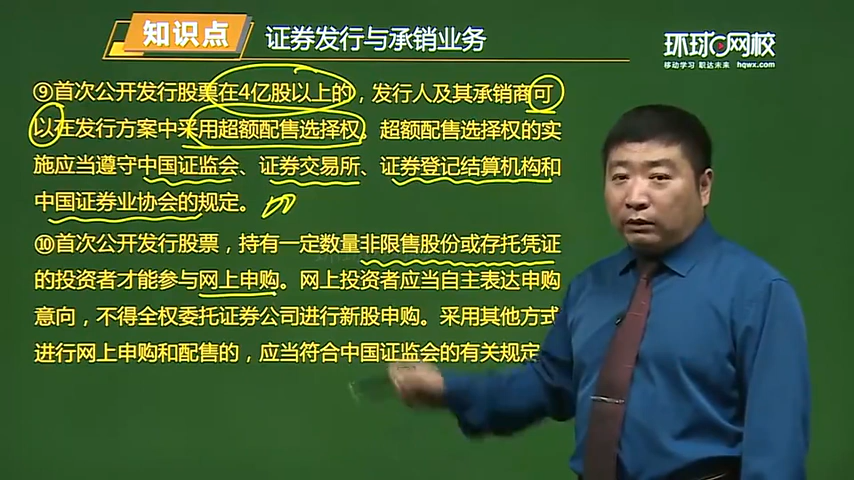 知识点
证券发行与承销业务
环球网校
移动学习 职达未来 hqwx.com
⑨首次公开发行股票在4亿股以上的，发行人及其承销商可
以在发行方案中采用超额配售选择权。超额配售选择权的实
施应当遵守中国证监会、证券交易所、证券登记结算机构和
中国证券业协会的规定。
⑩首次公开发行股票，持有一定数量非限售股份或存托凭证
的投资者才能参与网上申购。网上投资者应当自主表达申购
意向，不得全权委托证券公司进行新股申购。采用其他方式
进行网上申购和配售的，应当符合中国证监会的有关规定